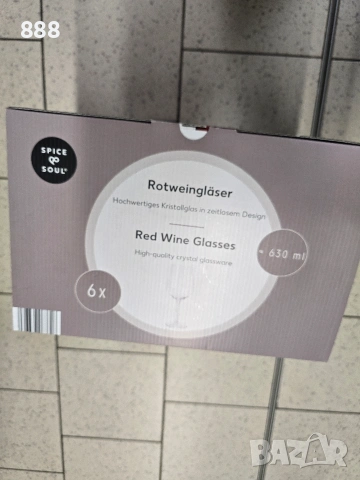 888
SPICE
&
SOUL®
Rotweingläser
Hochwertiges Kristallglas in zeitlosem Design
Red Wine Glasses
High-quality crystal glassware
630 ml
6x
BAZAR